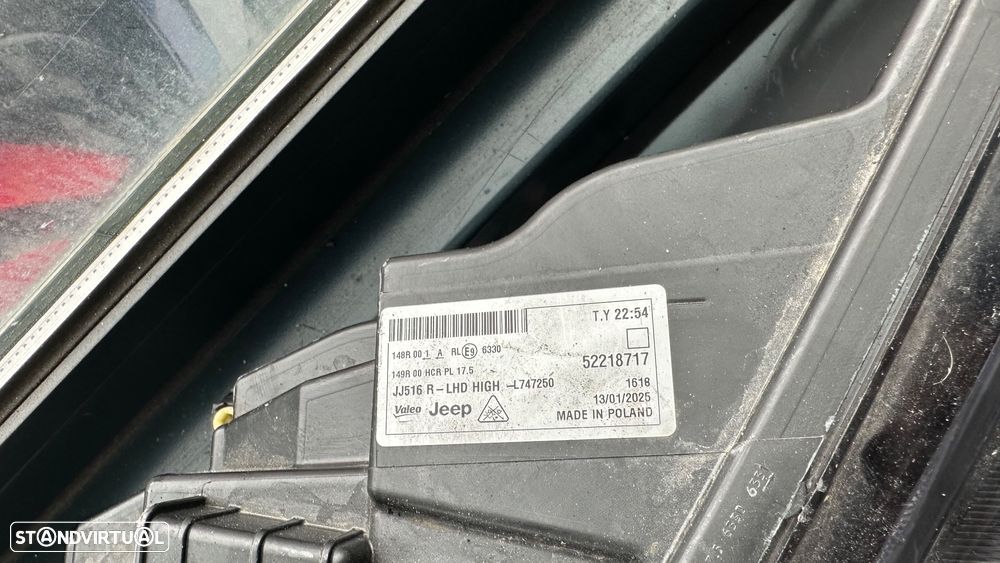 T.Y 22:54
148R 00 1 A RL E9 6330
149R 00 HCR PL 17.5
52218717
JJ516 R-LHD HIGH -L747250
1618
13/01/2025
Valeo Jeep
MADE IN POLAND
STANDVIRTUAL
STANDVIRTUAL